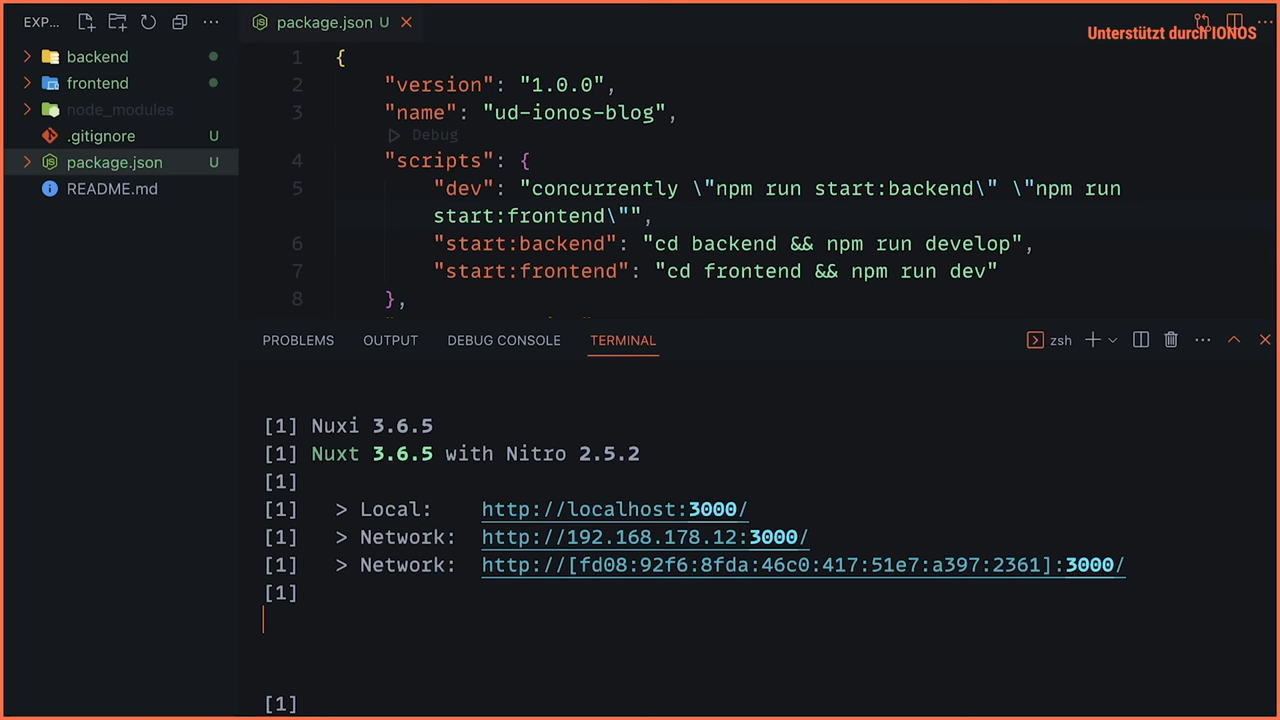 EXP...
package.json U
Unterstützt durch IONOS
backend
frontend
node_modules
.gitignore U
package.json U
README.md
1 {
2 "version": "1.0.0",
3 "name": "ud-ionos-blog",
Debug
4 "scripts": {
5 "dev": "concurrently \"npm run start:backend\" \"npm run
start:frontend\"",
6 "start:backend": "cd backend && npm run develop",
7 "start:frontend": "cd frontend && npm run dev"
8 },
PROBLEMS OUTPUT DEBUG CONSOLE TERMINAL zsh
[1] Nuxi 3.6.5
[1] Nuxt 3.6.5 with Nitro 2.5.2
[1]
[1] > Local: http://localhost:3000/
[1] > Network: http://192.168.178.12:3000/
[1] > Network: http://[fd08:92f6:8fda:46c0:417:51e7:a397:2361]:3000/
[1]
[1]